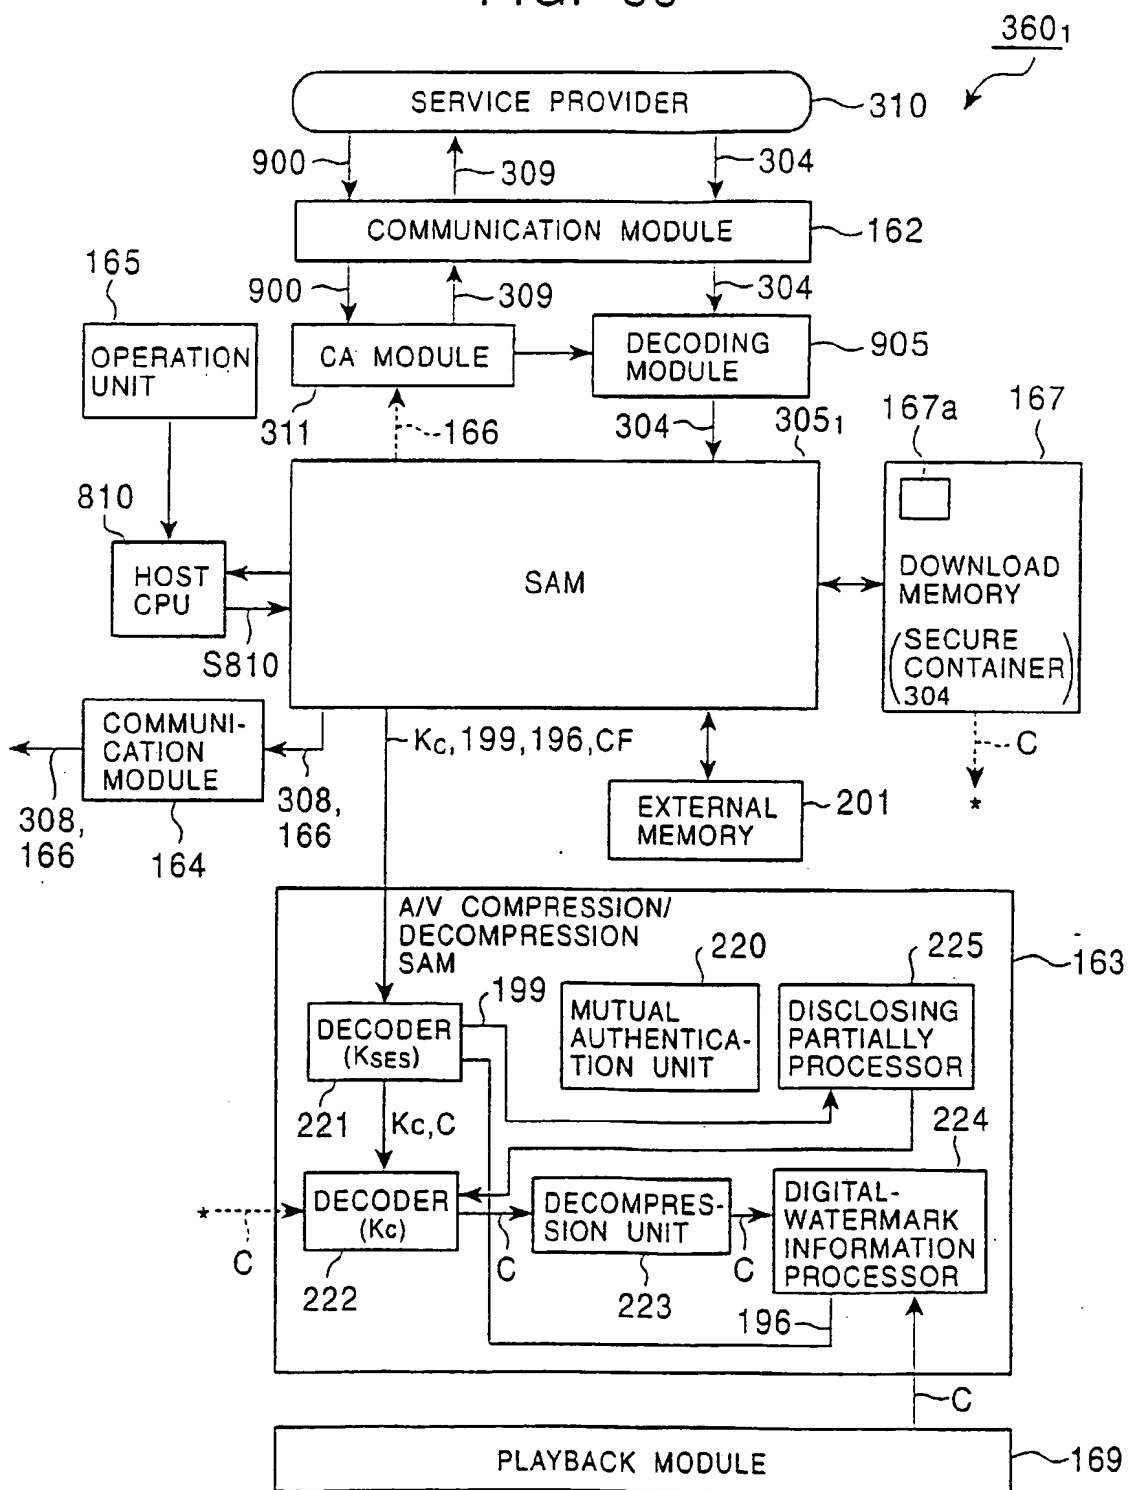 360₁
SERVICE PROVIDER
310
900
309
304
COMMUNICATION MODULE
162
165
900
309
304
OPERATION
UNIT
CA MODULE
DECODING
MODULE
905
311
166
304
305₁
167a
167
810
HOST
CPU
SAM
DOWNLOAD
MEMORY
(SECURE
CONTAINER)
304
S810
COMMUNI-
CATION
MODULE
Kc,199,196,CF
C
*
308,
166
164
308,
166
EXTERNAL
MEMORY
201
A/V COMPRESSION/
DECOMPRESSION
SAM
163
199
220
225
DECODER
(KSES)
MUTUAL
AUTHENTICA-
TION UNIT
DISCLOSING
PARTIALLY
PROCESSOR
221
Kc,C
224
*
C
DECODER
(Kc)
C
DECOMPRES-
SION UNIT
C
DIGITAL-
WATERMARK
INFORMATION
PROCESSOR
222
223
196
C
PLAYBACK MODULE
169